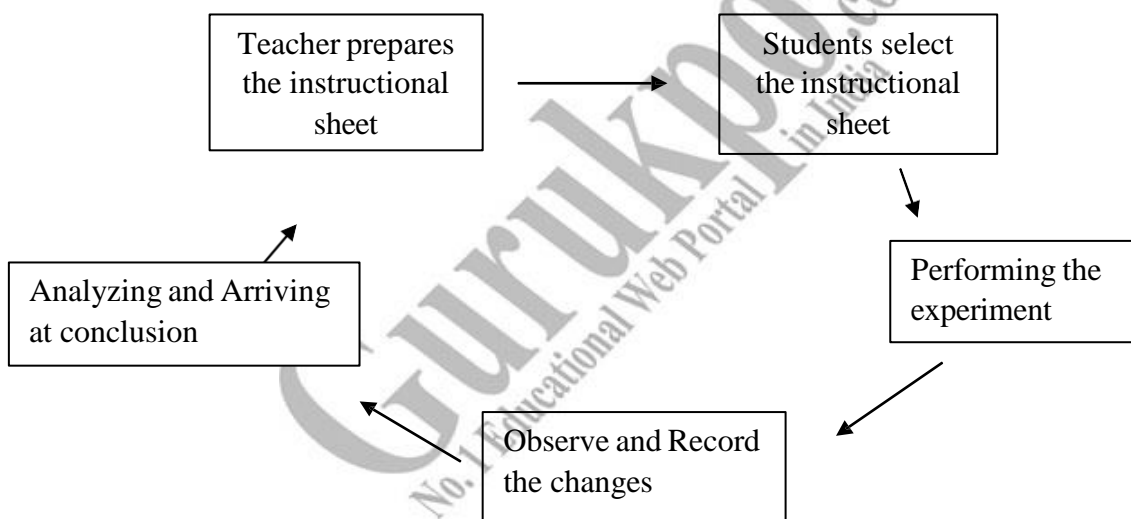 Teacher prepares
the instructional
sheet
Students select
the instructional
sheet
Performing the
experiment
Observe and Record
the changes
Analyzing and Arriving
at conclusion
No. 1 Educational Web Portal in India